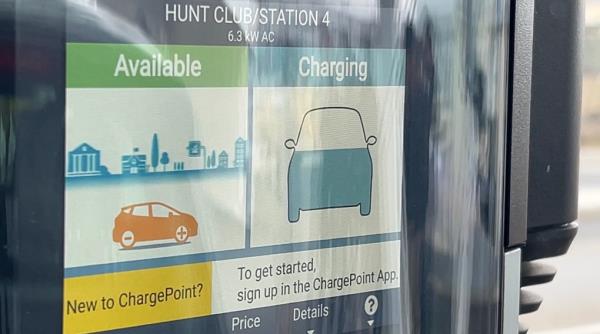 HUNT CLUB/STATION 4
6.3 kW AC
Available
Charging
New to ChargePoint?
To get started,
sign up in the ChargePoint App.
Price
Details
?